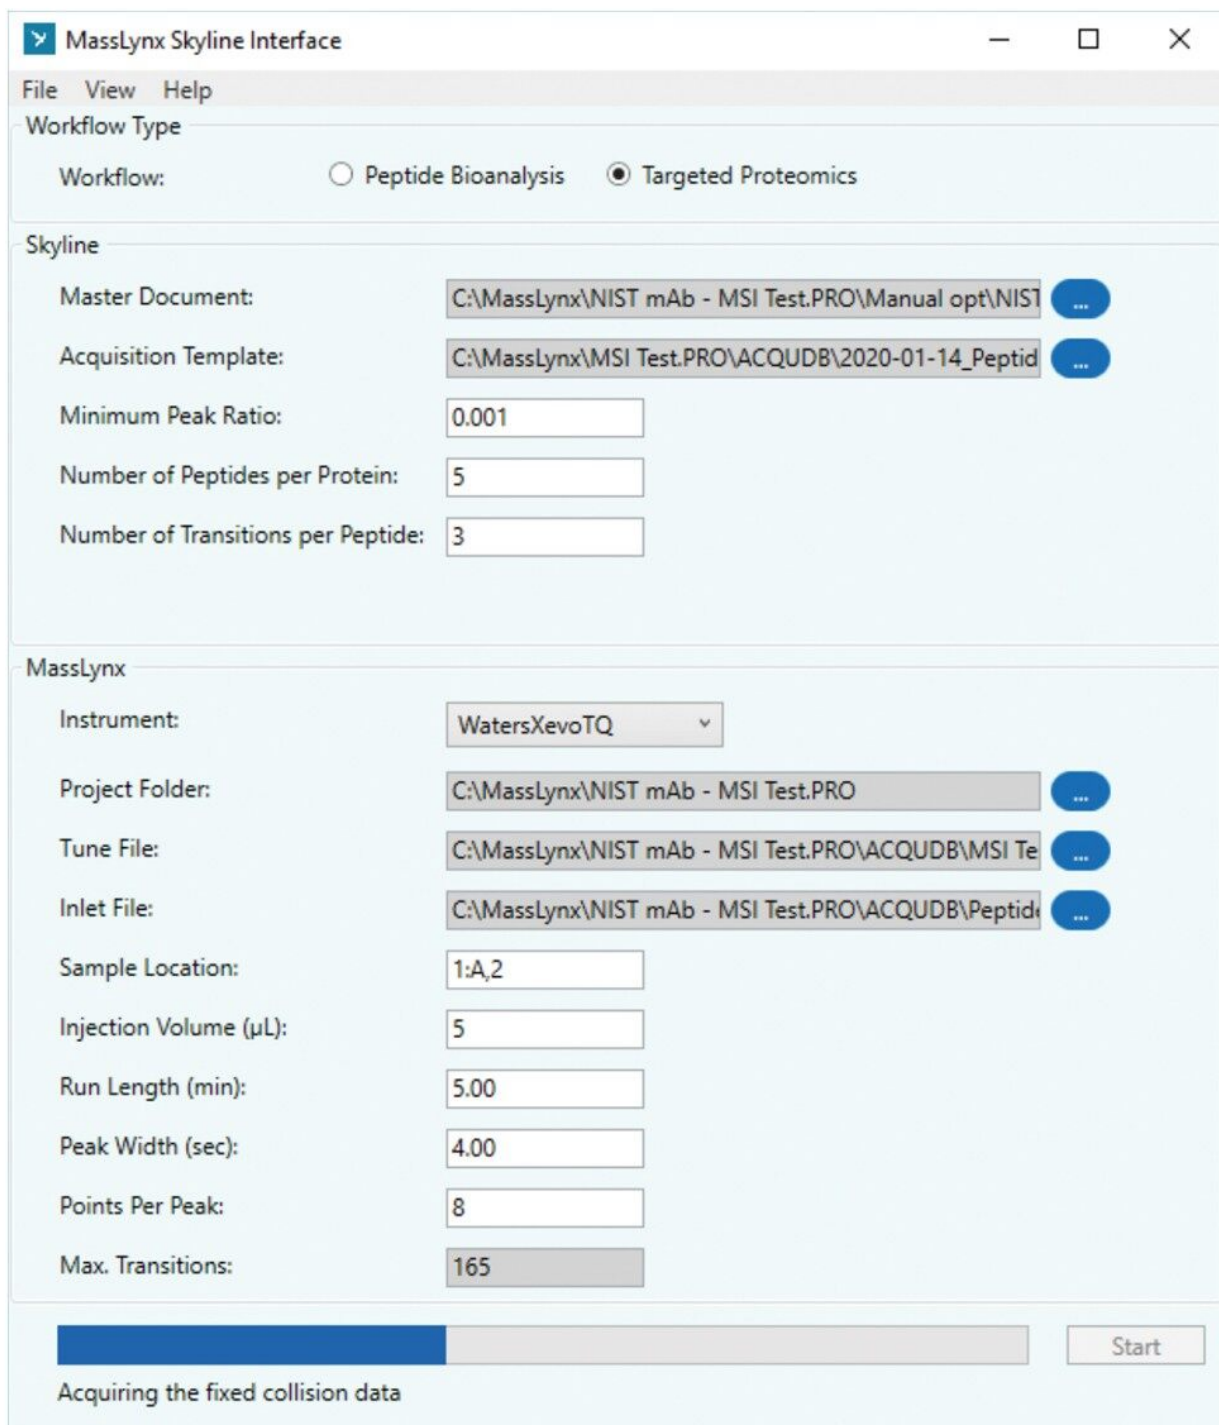 MassLynx Skyline Interface
File View Help
Workflow Type
Workflow: Peptide Bioanalysis Targeted Proteomics
Skyline
Master Document: C:\MassLynx\NIST mAb - MSI Test.PRO\Manual opt\NIST ...
Acquisition Template: C:\MassLynx\MSI Test.PRO\ACQUDB\2020-01-14_Peptid ...
Minimum Peak Ratio: 0.001
Number of Peptides per Protein: 5
Number of Transitions per Peptide: 3
MassLynx
Instrument: WatersXevoTQ
Project Folder: C:\MassLynx\NIST mAb - MSI Test.PRO ...
Tune File: C:\MassLynx\NIST mAb - MSI Test.PRO\ACQUDB\MSI Te ...
Inlet File: C:\MassLynx\NIST mAb - MSI Test.PRO\ACQUDB\Peptide ...
Sample Location: 1:A,2
Injection Volume (µL): 5
Run Length (min): 5.00
Peak Width (sec): 4.00
Points Per Peak: 8
Max. Transitions: 165
Start
Acquiring the fixed collision data